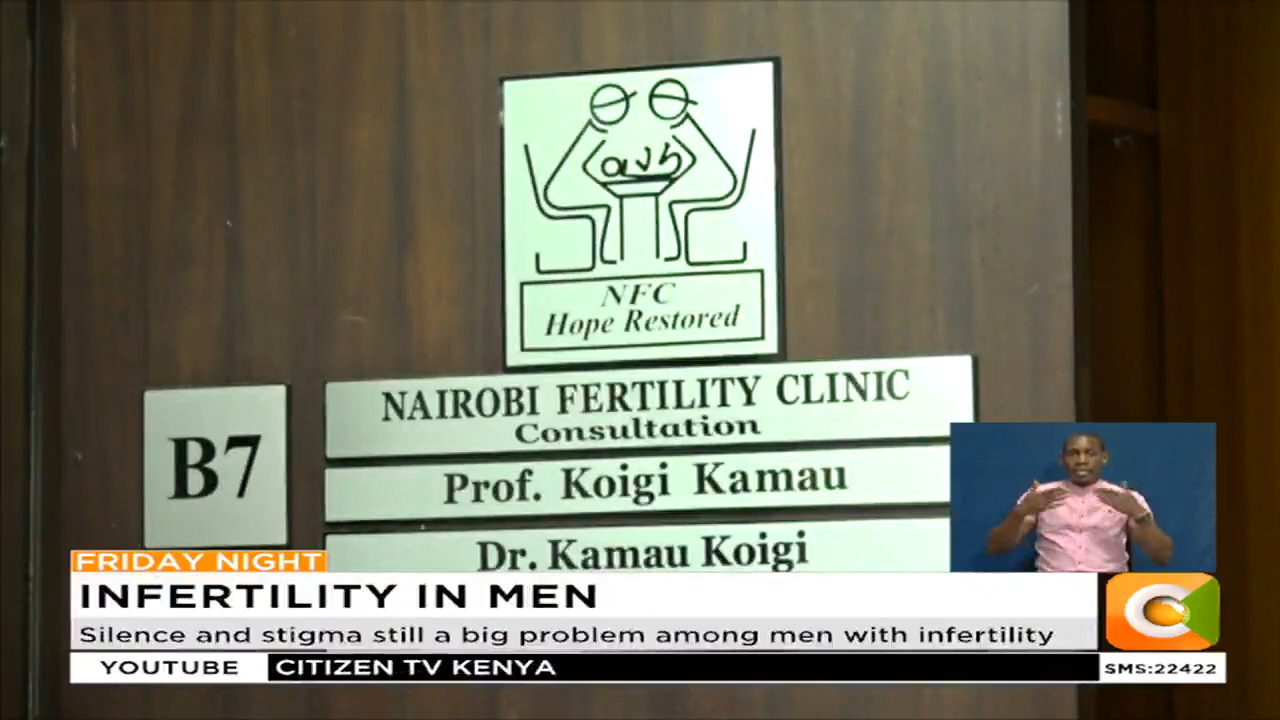 NFC
Hope Restored
NAIROBI FERTILITY CLINIC
Consultation
B7
Prof. Koigi Kamau
Dr. Kamau Koigi
FRIDAY NIGHT
INFERTILITY IN MEN
Silence and stigma still a big problem among men with infertility
YOUTUBE CITIZEN TV KENYA
SMS:22422